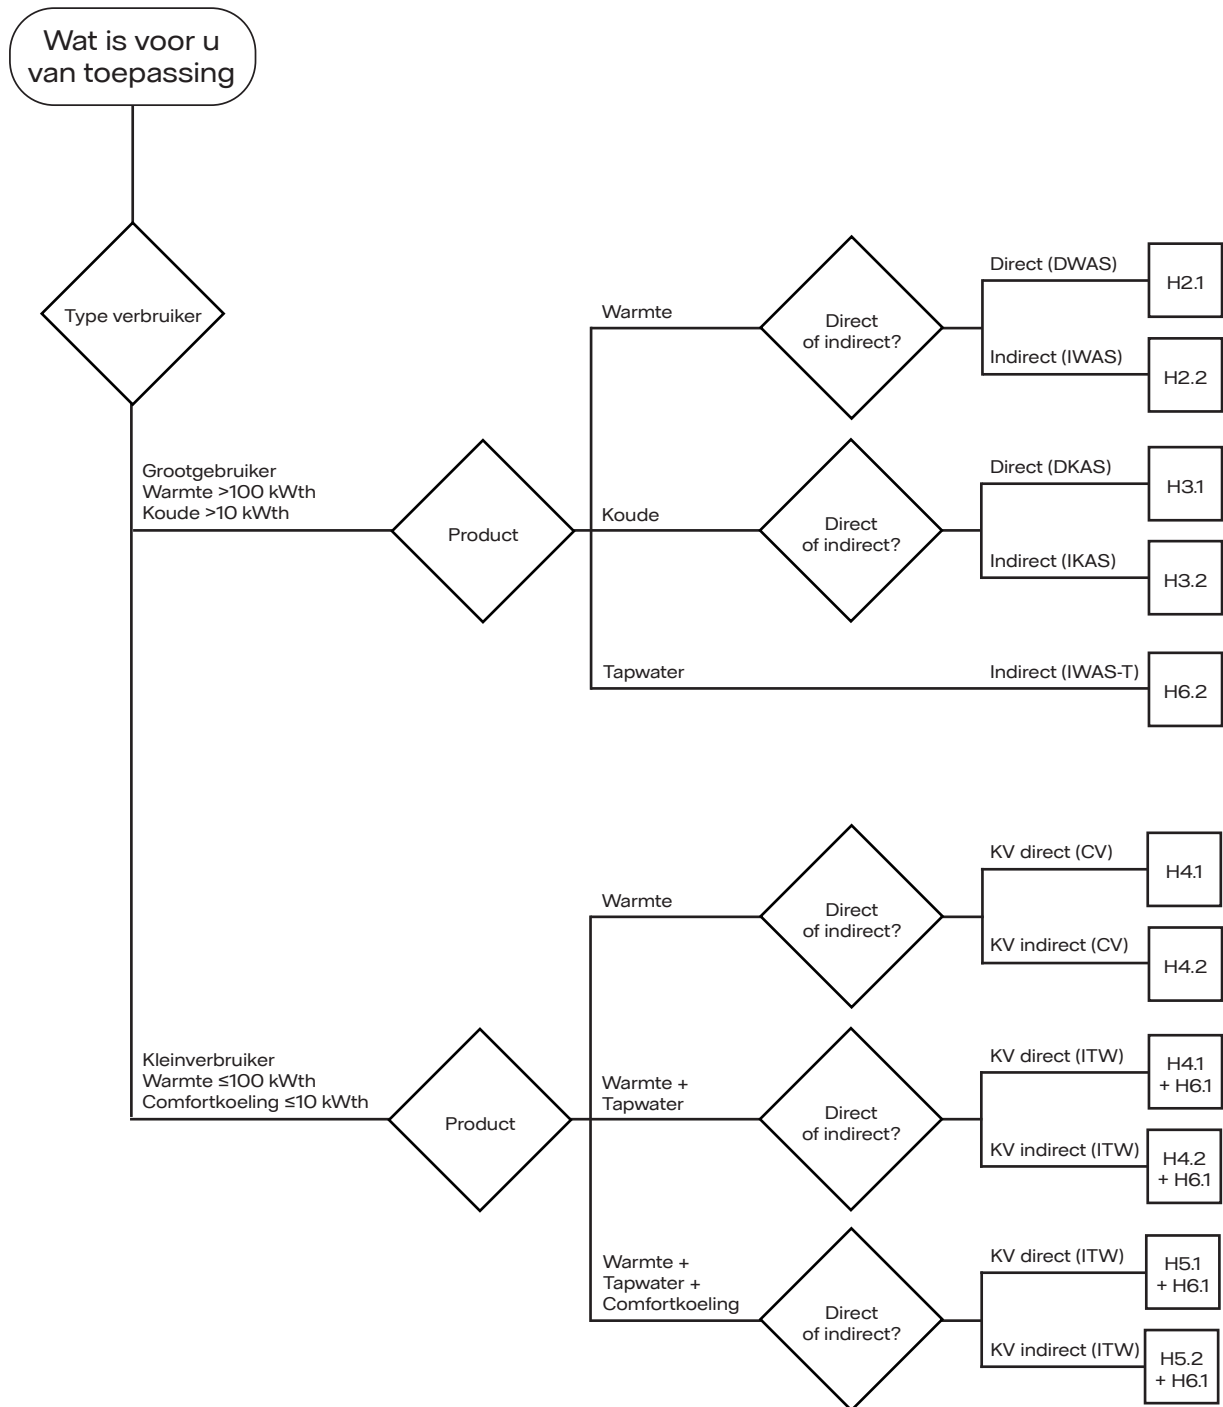 Wat is voor u
van toepassing
Type verbruiker
Grootgebruiker
Warmte >100 kWth
Koude >10 kWth
Product
Warmte
Direct
of indirect?
Direct (DWAS)
H2.1
Indirect (IWAS)
H2.2
Koude
Direct
of indirect?
Direct (DKAS)
H3.1
Indirect (IKAS)
H3.2
Tapwater
Indirect (IWAS-T)
H6.2
Kleinverbruiker
Warmte ≤100 kWth
Comfortkoeling ≤10 kWth
Product
Warmte
Direct
of indirect?
KV direct (CV)
H4.1
KV indirect (CV)
H4.2
Warmte +
Tapwater
Direct
of indirect?
KV direct (ITW)
H4.1
+ H6.1
KV indirect (ITW)
H4.2
+ H6.1
Warmte +
Tapwater +
Comfortkoeling
Direct
of indirect?
KV direct (ITW)
H5.1
+ H6.1
KV indirect (ITW)
H5.2
+ H6.1